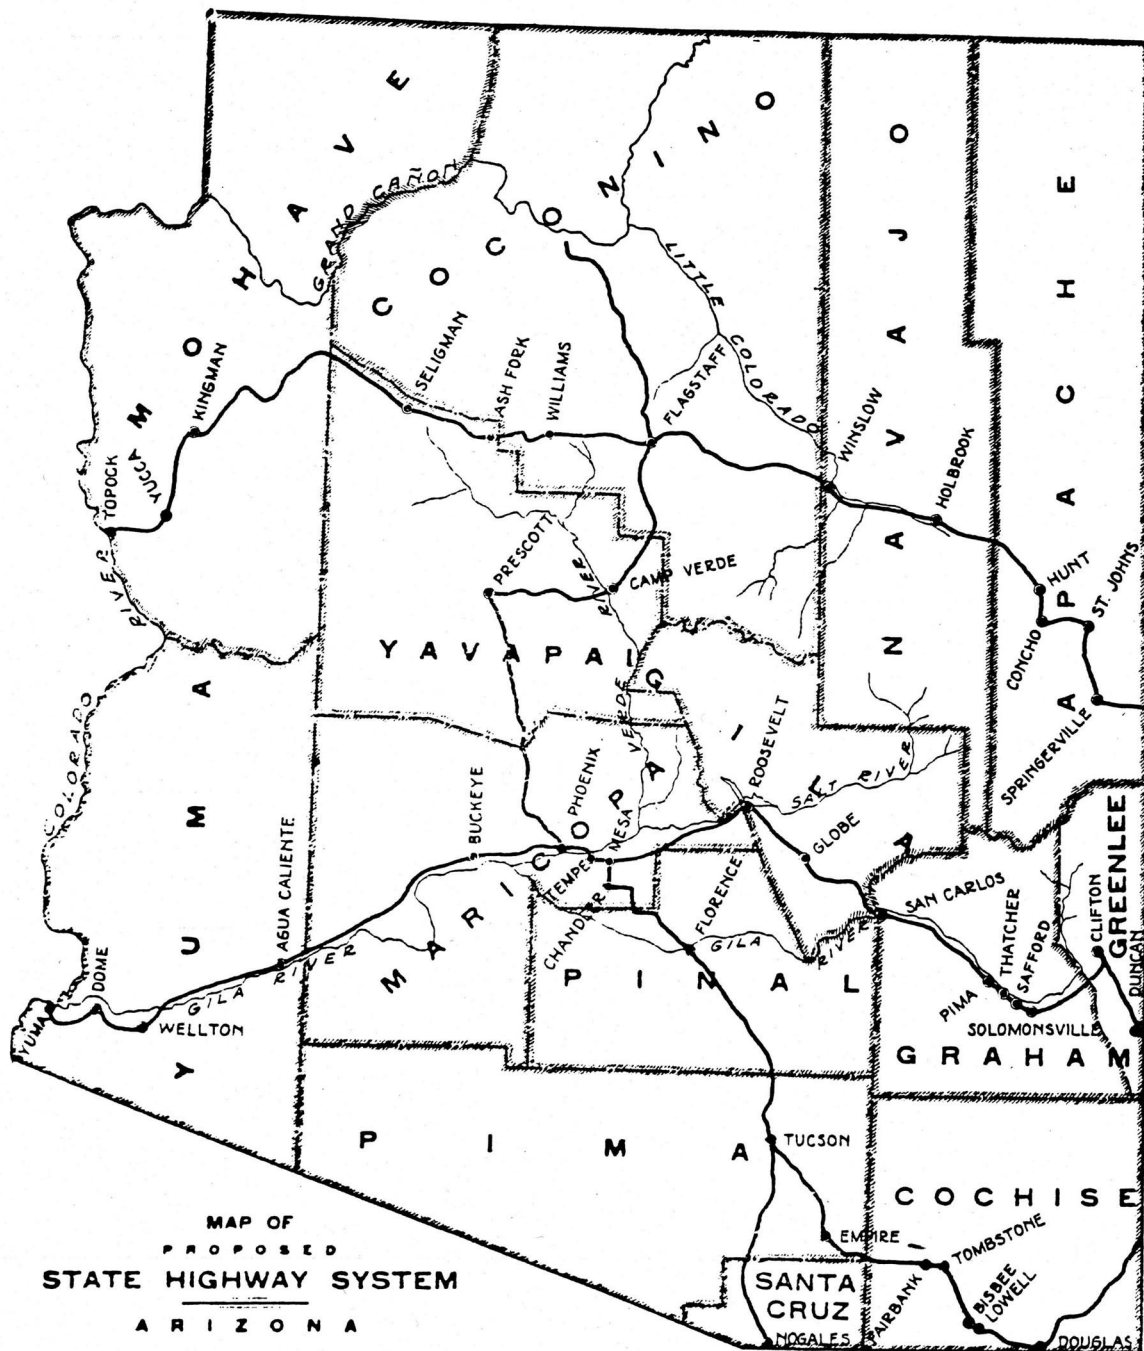 MOHAVE
COCONINO
NAVAJO
APACHE
GRAND CAÑON
LITTLE COLORADO
KINGMAN
SELIGMAN
ASH FORK
WILLIAMS
FLAGSTAFF
WINSLOW
HOLBROOK
TOPOCK
YUCCA
HUNT
ST. JOHNS
CONCHO
SPRINGERVILLE
PRESCOTT
CAMP VERDE
RIVER
VERDE
COLORADO
RIVER
YAVAPAI
GILA
YUMA
MARICOPA
ROOSEVELT
SALT RIVER
GLOBE
PHOENIX
BUCKEYE
MESA
TEMPE
CHANDLER
FLORENCE
AGUA CALIENTE
GILA RIVER
GILA RIVER
DOME
YUMA
WELLTON
PINAL
SAN CARLOS
THATCHER
SAFFORD
PIMA
SOLOMONSVILLE
CLIFTON
GREENLEE
DUNCAN
GRAHAM
PIMA
TUCSON
COCHISE
EMPIRE
TOMBSTONE
FAIRBANK
BISBEE
LOWELL
DOUGLAS
SANTA
CRUZ
NOGALES
MAP OF
PROPOSED
STATE HIGHWAY SYSTEM
ARIZONA